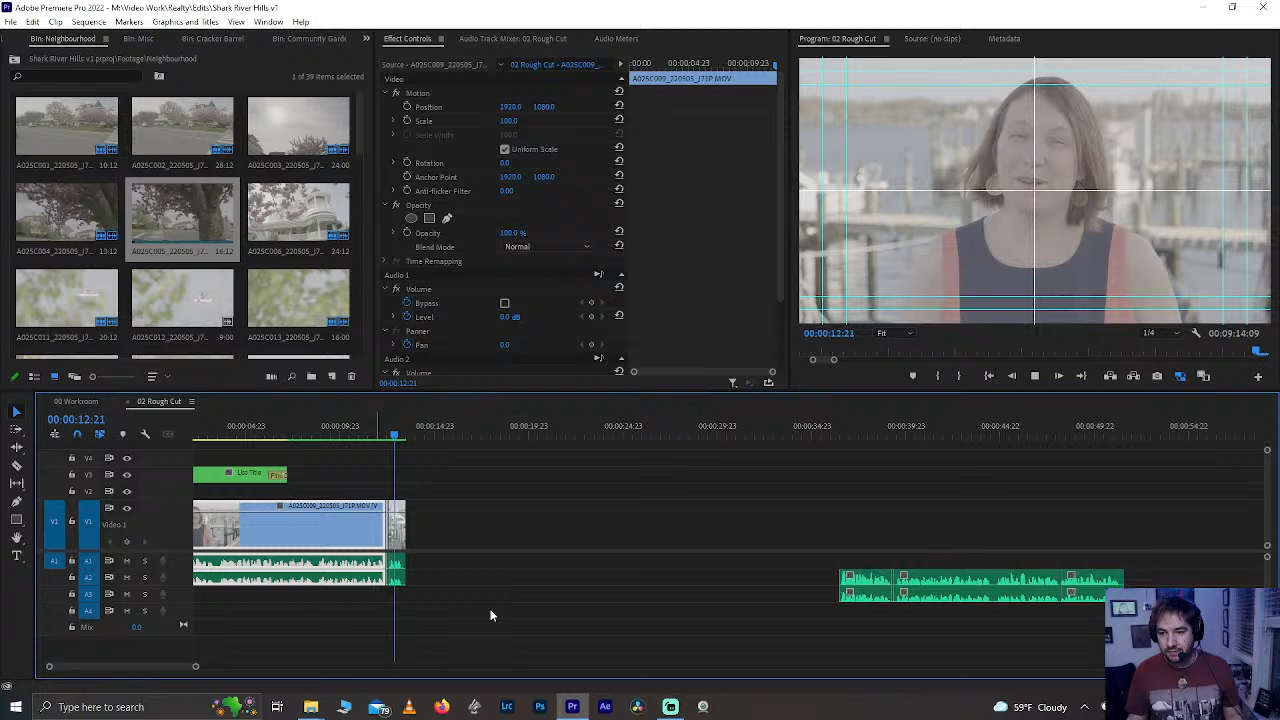 Adobe Premiere Pro 2022 - M:\Video Work\Realty\Edits\Shark River Hills v1
File Edit Clip Sequence Markers Graphics and Titles View Window Help
Bin: Neighbourhood Bin: Misc Bin: Cracker Barrel Bin: Community Garde
Shark River Hills v1.prproj\Footage\Neighbourhood
1 of 39 items selected
A025C001_220505_J7... 10:12 A025C002_220505_J7... 28:12 A025C003_220505_J7... 24:00
A025C004_220505_J7... 13:12 A025C005_220505_J7... 16:12 A025C006_220505_J7... 24:12
A025C011_220505_J7... 20:12 A025C012_220505_J7... 9:00 A025C013_220505_J7... 16:00
Effect Controls Audio Track Mixer: 02 Rough Cut Audio Meters
Source - A025C009_220505_J7... 02 Rough Cut - A025C009_... :00:00 00:00:04:23 00:00:09:23
Video A025C009_220505_J71P.MOV
fx Motion
Position 1920.0 1080.0
Scale 100.0
Scale Width 100.0
Uniform Scale
Rotation 0.0
Anchor Point 1920.0 1080.0
Anti-flicker Filter 0.00
fx Opacity
Opacity 100.0 %
Blend Mode Normal
Time Remapping
Audio 1
fx Volume
Bypass
Level 0.0 dB
Panner
Pan 0.0
Audio 2
Volume
00:00:12:21
Program: 02 Rough Cut Source: (no clips) Metadata
00:00:12:21 Fit 1/4 00:09:14:09
00 Workroom 02 Rough Cut
00:00:12:21
00:00:04:23 00:00:09:23 00:00:14:23 00:00:19:23 00:00:24:23 00:00:29:23 00:00:34:23 00:00:39:23 00:00:44:22 00:00:49:22 00:00:54:22
V4
V3 Lisa Title
V2
A025C009_220505_J71P.MOV [V
V1 V1 Video 1
A1 A1 M S
A2 M S
A3 M S
A4 M S
Mix 0.0
Type here to search
79 Lrc Ps Pr Ae
59°F Cloudy